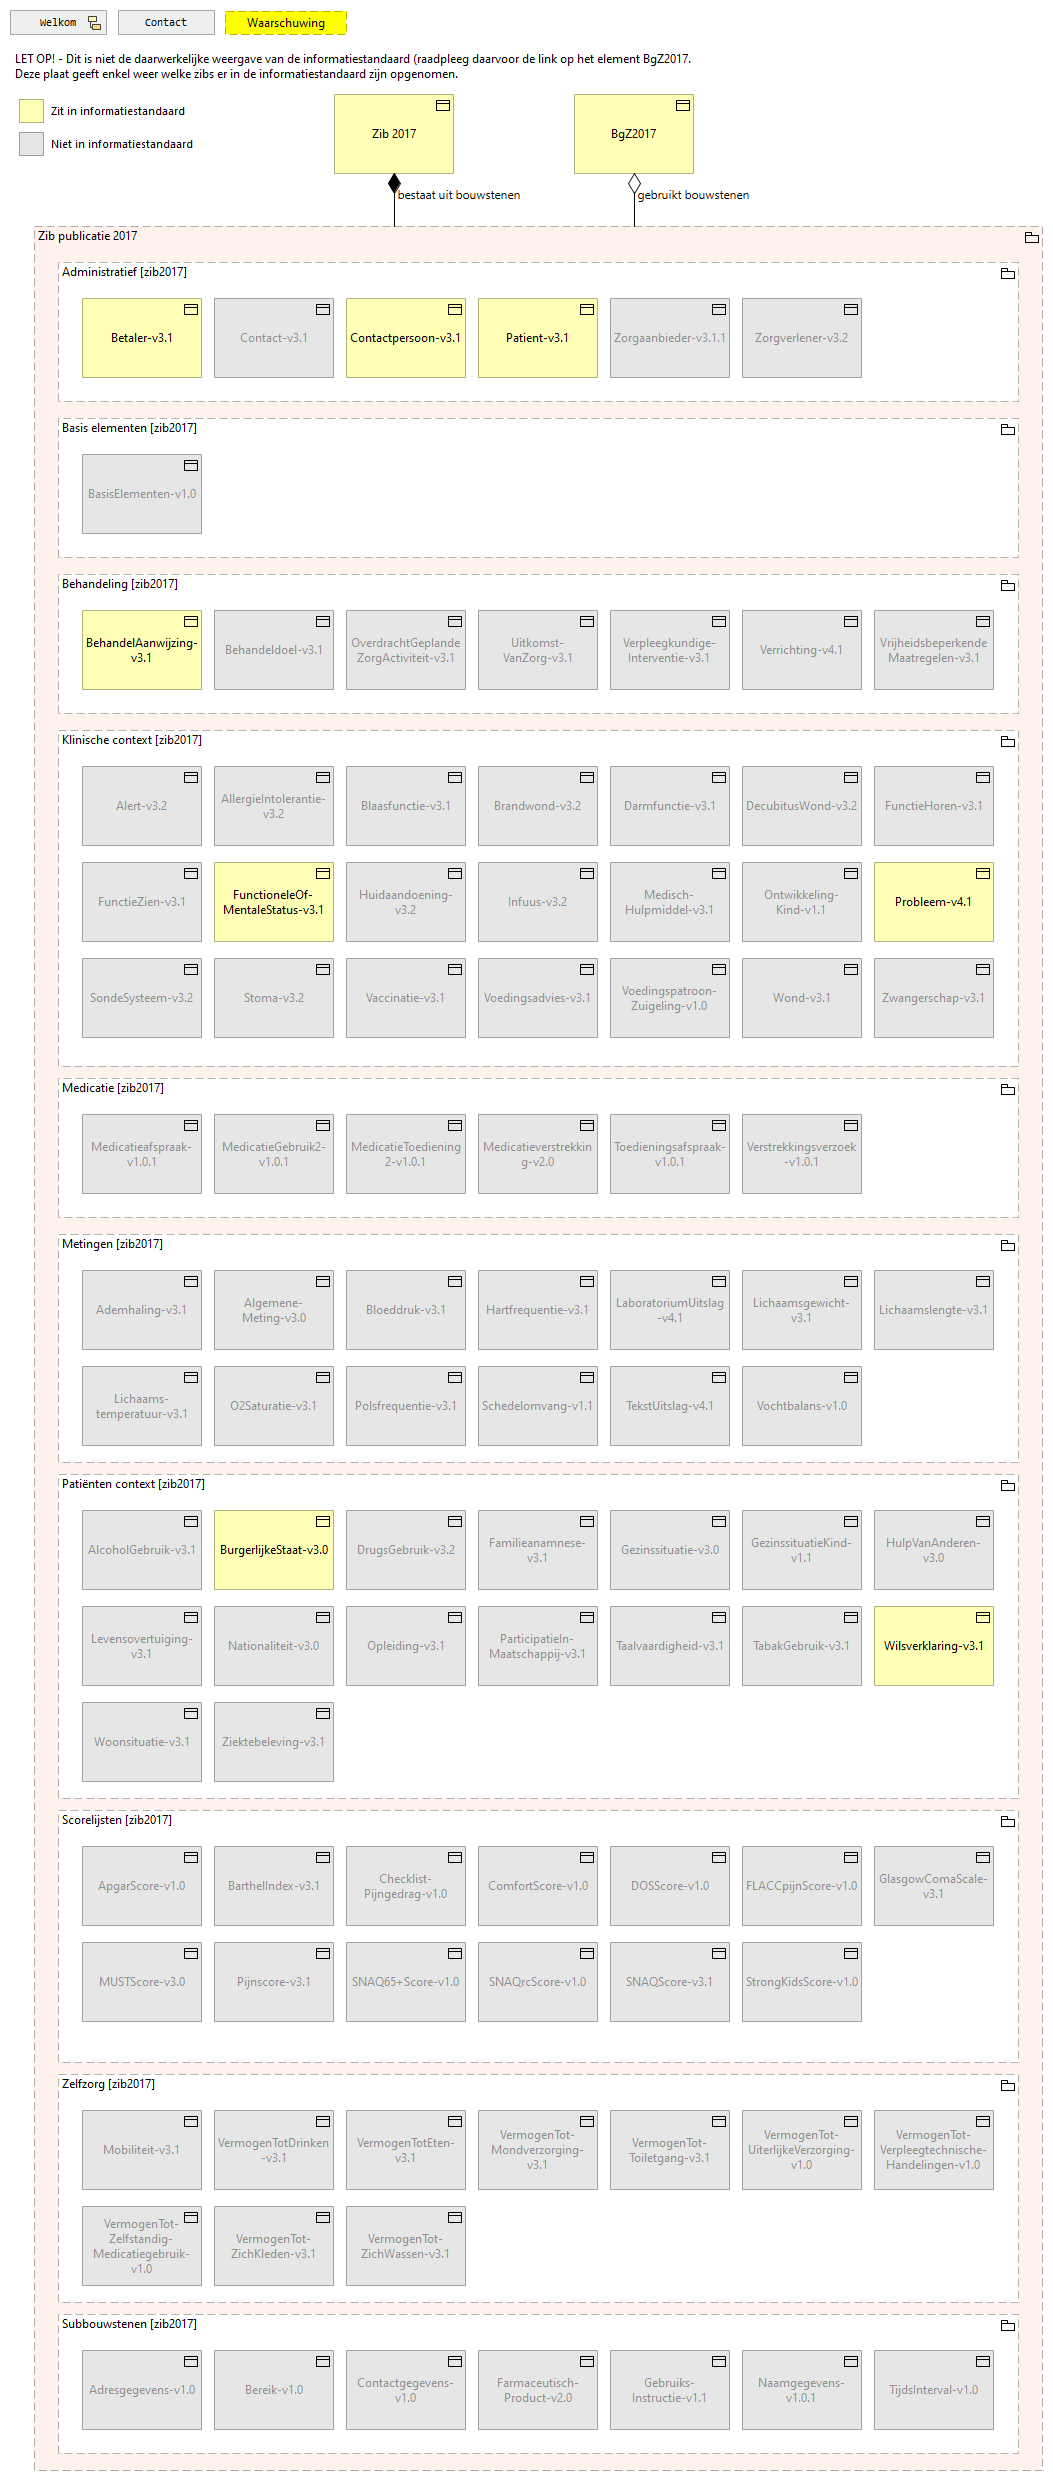 Welkom
Contact
Waarschuwing
LET OP! - Dit is niet de daarwerkelijke weergave van de informatiestandaard (raadpleeg daarvoor de link op het element BgZ2017.
Deze plaat geeft enkel weer welke zibs er in de informatiestandaard zijn opgenomen.
Zit in informatiestandaard
Niet in informatiestandaard
Zib 2017
BgZ2017
bestaat uit bouwstenen
gebruikt bouwstenen
Zib publicatie 2017
Administratief [zib2017]
Betaler-v3.1
Contact-v3.1
Contactpersoon-v3.1
Patient-v3.1
Zorgaanbieder-v3.1.1
Zorgverlener-v3.2
Basis elementen [zib2017]
BasisElementen-v1.0
Behandeling [zib2017]
BehandelAanwijzing-
v3.1
Behandeldoel-v3.1
OverdrachtGeplande
ZorgActiviteit-v3.1
Uitkomst-
VanZorg-v3.1
Verpleegkundige-
Interventie-v3.1
Verrichting-v4.1
Vrijheidsbeperkende
Maatregelen-v3.1
Klinische context [zib2017]
Alert-v3.2
AllergieIntolerantie-
v3.2
Blaasfunctie-v3.1
Brandwond-v3.2
Darmfunctie-v3.1
DecubitusWond-v3.2
FunctieHoren-v3.1
FunctieZien-v3.1
FunctioneleOf-
MentaleStatus-v3.1
Huidaandoening-
v3.2
Infuus-v3.2
Medisch-
Hulpmiddel-v3.1
Ontwikkeling-
Kind-v1.1
Probleem-v4.1
SondeSysteem-v3.2
Stoma-v3.2
Vaccinatie-v3.1
Voedingsadvies-v3.1
Voedingspatroon-
Zuigeling-v1.0
Wond-v3.1
Zwangerschap-v3.1
Medicatie [zib2017]
Medicatieafspraak-
v1.0.1
MedicatieGebruik2-
v1.0.1
MedicatieToediening
2-v1.0.1
Medicatieverstrekkin
g-v2.0
Toedieningsafspraak-
v1.0.1
Verstrekkingsverzoek
-v1.0.1
Metingen [zib2017]
Ademhaling-v3.1
Algemene-
Meting-v3.0
Bloeddruk-v3.1
Hartfrequentie-v3.1
LaboratoriumUitslag
-v4.1
Lichaamsgewicht-
v3.1
Lichaamslengte-v3.1
Lichaams-
temperatuur-v3.1
O2Saturatie-v3.1
Polsfrequentie-v3.1
Schedelomvang-v1.1
TekstUitslag-v4.1
Vochtbalans-v1.0
Patiënten context [zib2017]
AlcoholGebruik-v3.1
BurgerlijkeStaat-v3.0
DrugsGebruik-v3.2
Familieanamnese-
v3.1
Gezinssituatie-v3.0
GezinssituatieKind-
v1.1
HulpVanAnderen-
v3.0
Levensovertuiging-
v3.1
Nationaliteit-v3.0
Opleiding-v3.1
ParticipatieIn-
Maatschappij-v3.1
Taalvaardigheid-v3.1
TabakGebruik-v3.1
Wilsverklaring-v3.1
Woonsituatie-v3.1
Ziektebeleving-v3.1
Scorelijsten [zib2017]
ApgarScore-v1.0
BarthelIndex-v3.1
Checklist-
Pijngedrag-v1.0
ComfortScore-v1.0
DOSScore-v1.0
FLACCpijnScore-v1.0
GlasgowComaScale-
v3.1
MUSTScore-v3.0
Pijnscore-v3.1
SNAQ65+Score-v1.0
SNAQrcScore-v1.0
SNAQScore-v3.1
StrongKidsScore-v1.0
Zelfzorg [zib2017]
Mobiliteit-v3.1
VermogenTotDrinken
-v3.1
VermogenTotEten-
v3.1
VermogenTot-
Mondverzorging-
v3.1
VermogenTot-
Toiletgang-v3.1
VermogenTot-
UiterlijkeVerzorging-
v1.0
VermogenTot-
Verpleegtechnische-
Handelingen-v1.0
VermogenTot-
Zelfstandig-
Medicatiegebruik-
v1.0
VermogenTot-
ZichKleden-v3.1
VermogenTot-
ZichWassen-v3.1
Subbouwstenen [zib2017]
Adresgegevens-v1.0
Bereik-v1.0
Contactgegevens-
v1.0
Farmaceutisch-
Product-v2.0
Gebruiks-
Instructie-v1.1
Naamgegevens-
v1.0.1
TijdsInterval-v1.0